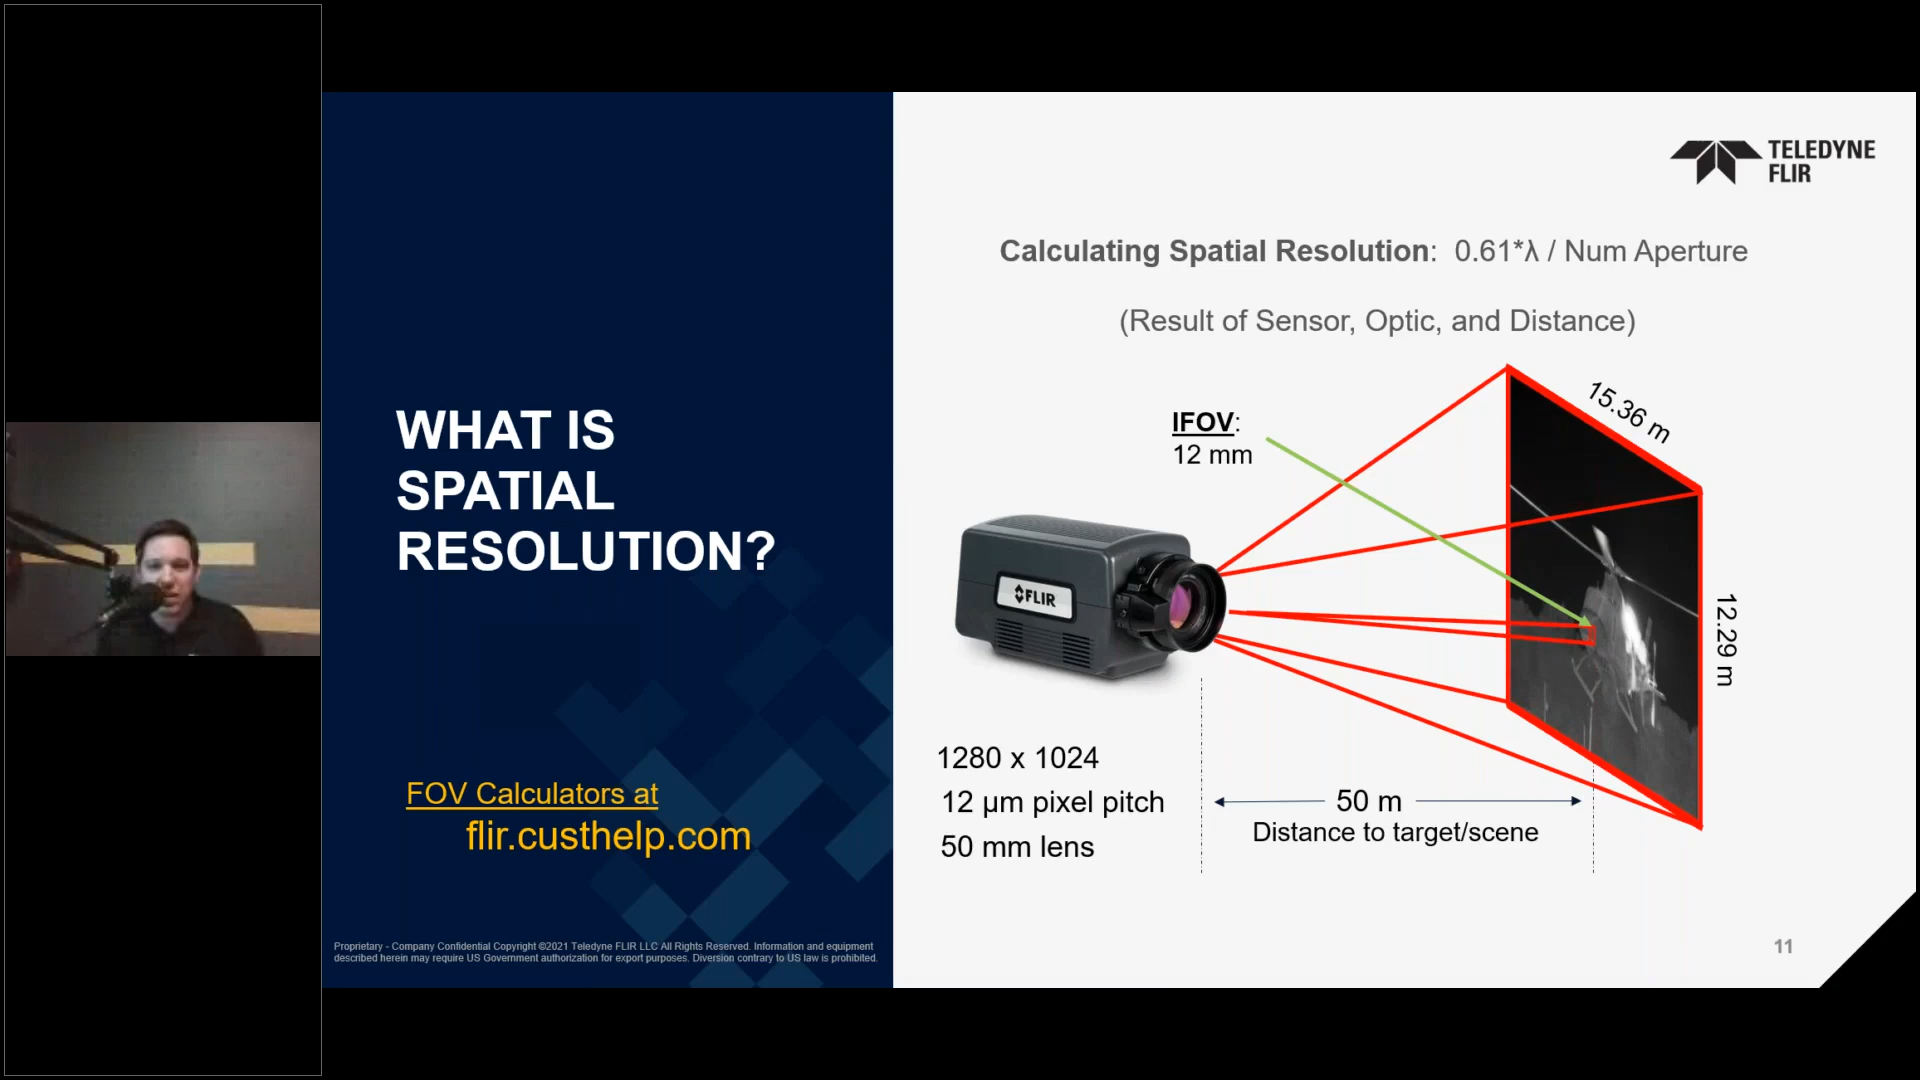 WHAT IS
SPATIAL
RESOLUTION?
FOV Calculators at
flir.custhelp.com
Proprietary - Company Confidential Copyright ©2021 Teledyne FLIR LLC All Rights Reserved. Information and equipment
described herein may require US Government authorization for export purposes. Diversion contrary to US law is prohibited.
TELEDYNE
FLIR
Calculating Spatial Resolution: 0.61*λ / Num Aperture
(Result of Sensor, Optic, and Distance)
IFOV:
12 mm
15.36 m
12.29 m
FLIR
1280 x 1024
12 μm pixel pitch
50 mm lens
50 m
Distance to target/scene
11